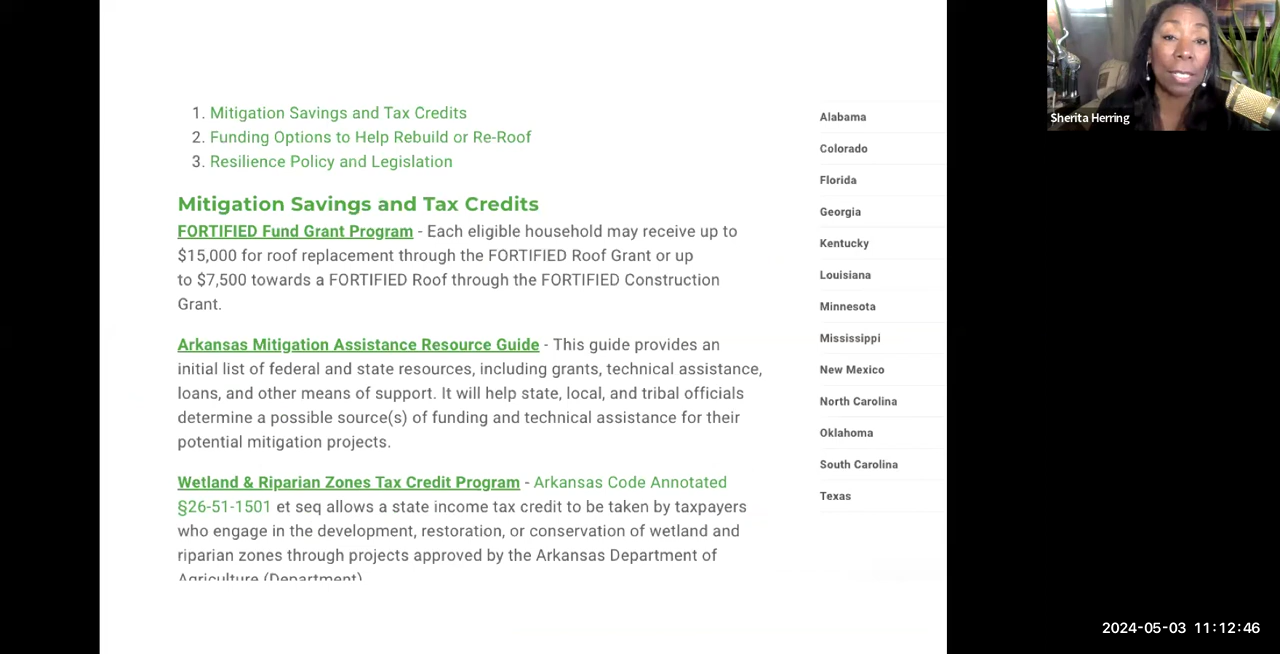 1. Mitigation Savings and Tax Credits
2. Funding Options to Help Rebuild or Re-Roof
3. Resilience Policy and Legislation
Mitigation Savings and Tax Credits
FORTIFIED Fund Grant Program - Each eligible household may receive up to
$15,000 for roof replacement through the FORTIFIED Roof Grant or up
to $7,500 towards a FORTIFIED Roof through the FORTIFIED Construction
Grant.
Arkansas Mitigation Assistance Resource Guide - This guide provides an
initial list of federal and state resources, including grants, technical assistance,
loans, and other means of support. It will help state, local, and tribal officials
determine a possible source(s) of funding and technical assistance for their
potential mitigation projects.
Wetland & Riparian Zones Tax Credit Program - Arkansas Code Annotated
§26-51-1501 et seq allows a state income tax credit to be taken by taxpayers
who engage in the development, restoration, or conservation of wetland and
riparian zones through projects approved by the Arkansas Department of
Agriculture (Department)
Alabama
Colorado
Florida
Georgia
Kentucky
Louisiana
Minnesota
Mississippi
New Mexico
North Carolina
Oklahoma
South Carolina
Texas
Sherita Herring
2024-05-03 11:12:46